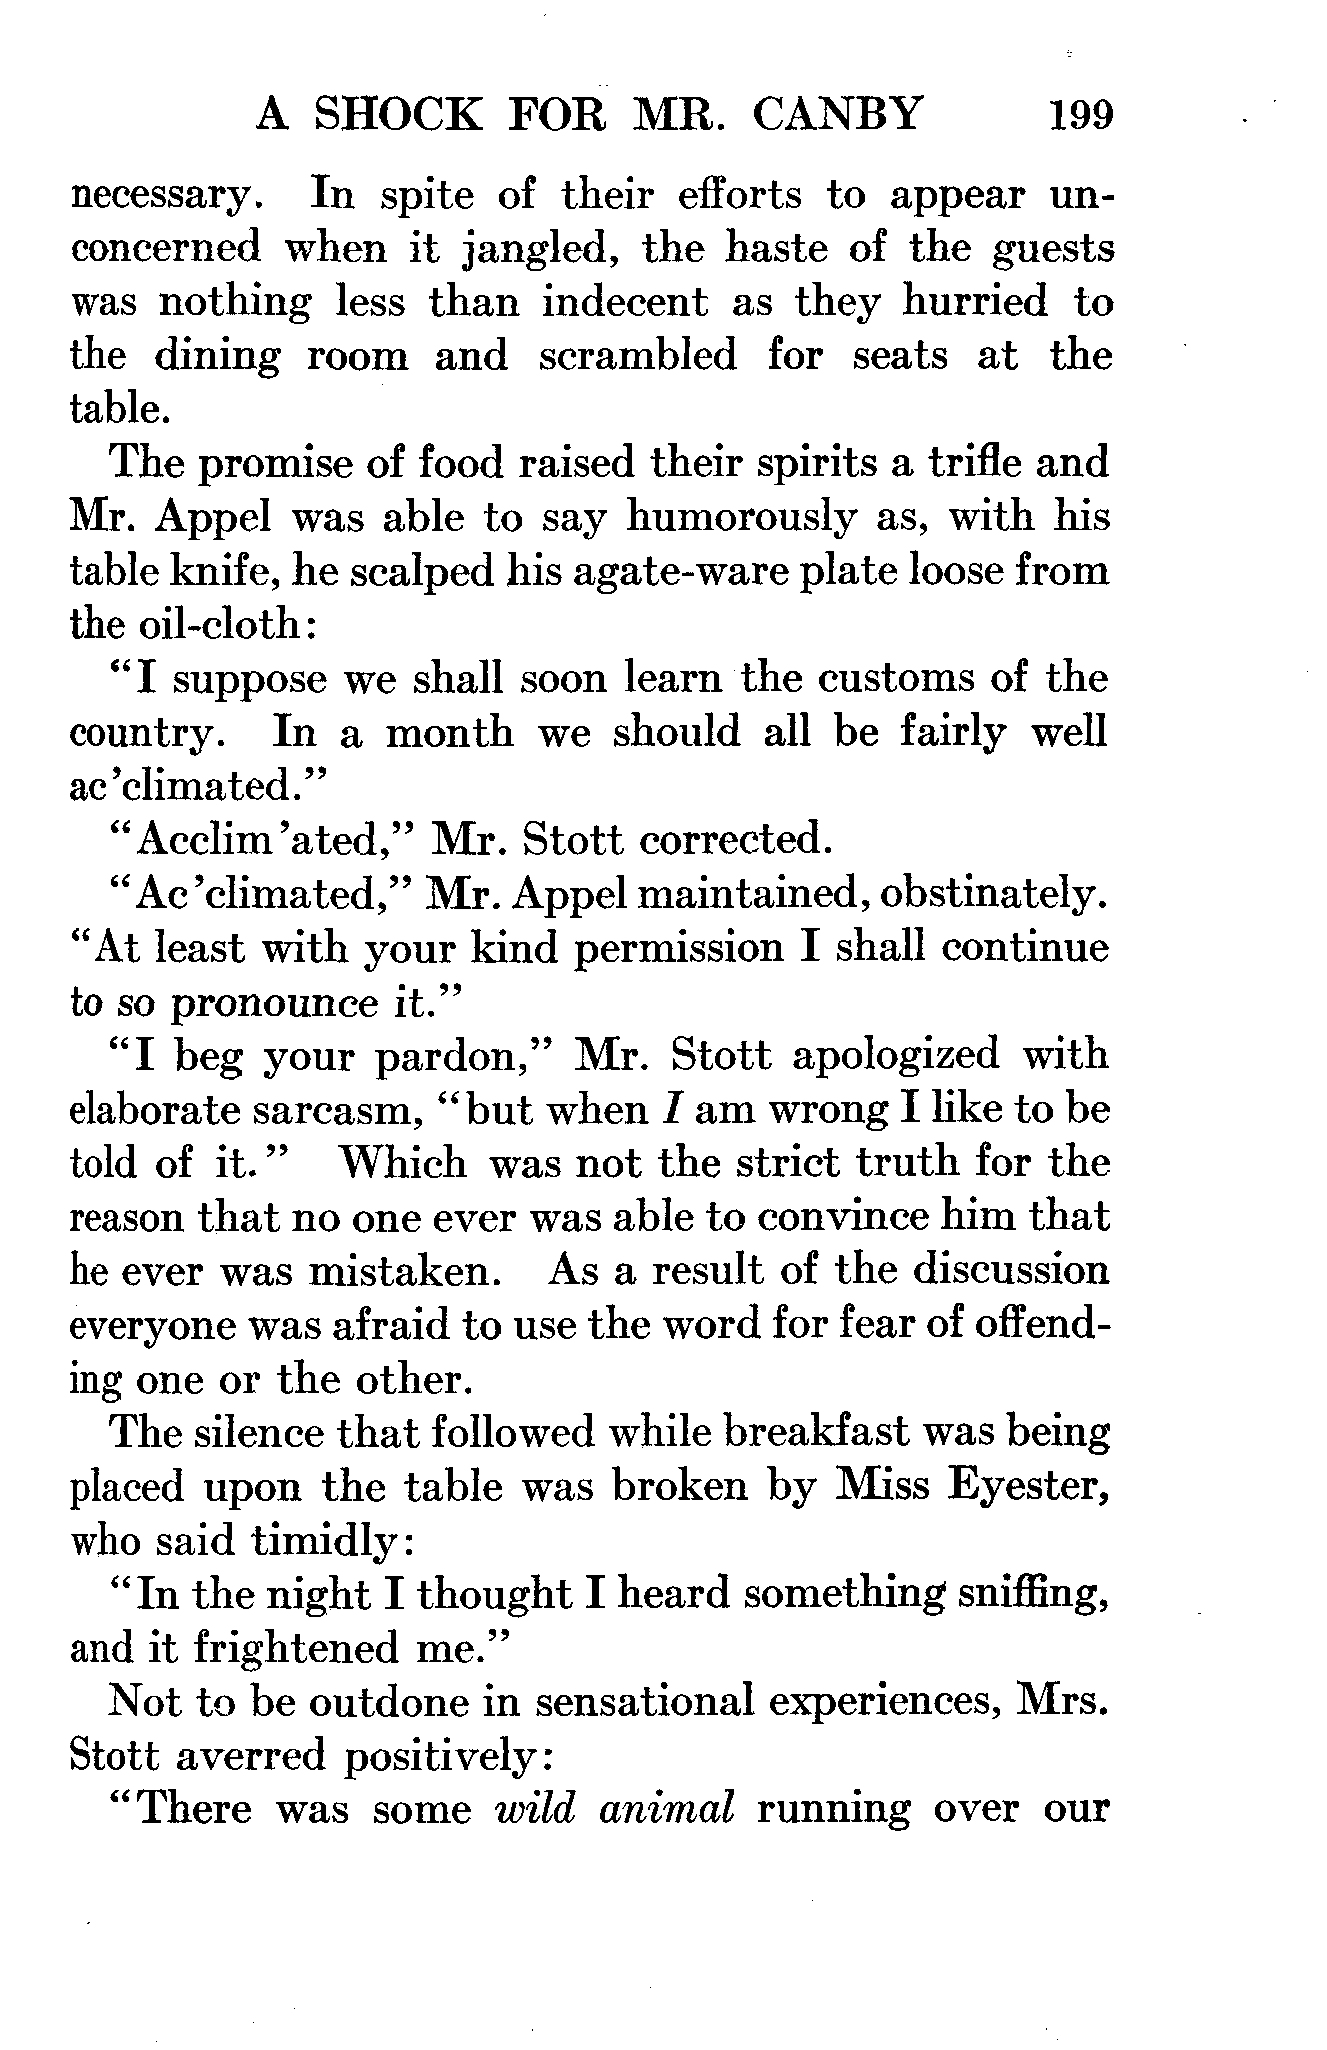 A SHOCK FOR MR. CANBY 199
necessary. In spite of their efforts to appear un-
concerned when it jangled, the haste of the guests
was nothing less than indecent as they hurried to
the dining room and scrambled for seats at the
table.
The promise of food raised their spirits a trifle and
Mr. Appel was able to say humorously as, with his
table knife, he scalped his agate-ware plate loose from
the oil-cloth:
“I suppose we shall soon learn the customs of the
country. In a month we should all be fairly well
ac’climated.”
“Acclim’ated,” Mr. Stott corrected.
“Ac’climated,” Mr. Appel maintained, obstinately.
“At least with your kind permission I shall continue
to so pronounce it.”
“I beg your pardon,” Mr. Stott apologized with
elaborate sarcasm, “but when I am wrong I like to be
told of it.” Which was not the strict truth for the
reason that no one ever was able to convince him that
he ever was mistaken. As a result of the discussion
everyone was afraid to use the word for fear of offend-
ing one or the other.
The silence that followed while breakfast was being
placed upon the table was broken by Miss Eyester,
who said timidly:
“In the night I thought I heard something sniffing,
and it frightened me.”
Not to be outdone in sensational experiences, Mrs.
Stott averred positively:
“There was some wild animal running over our